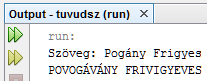 Output - tuvudsz (run)
run:
Szöveg: Pogány Frigyes
POVOGÁVÁNY FRIVIGYEVES